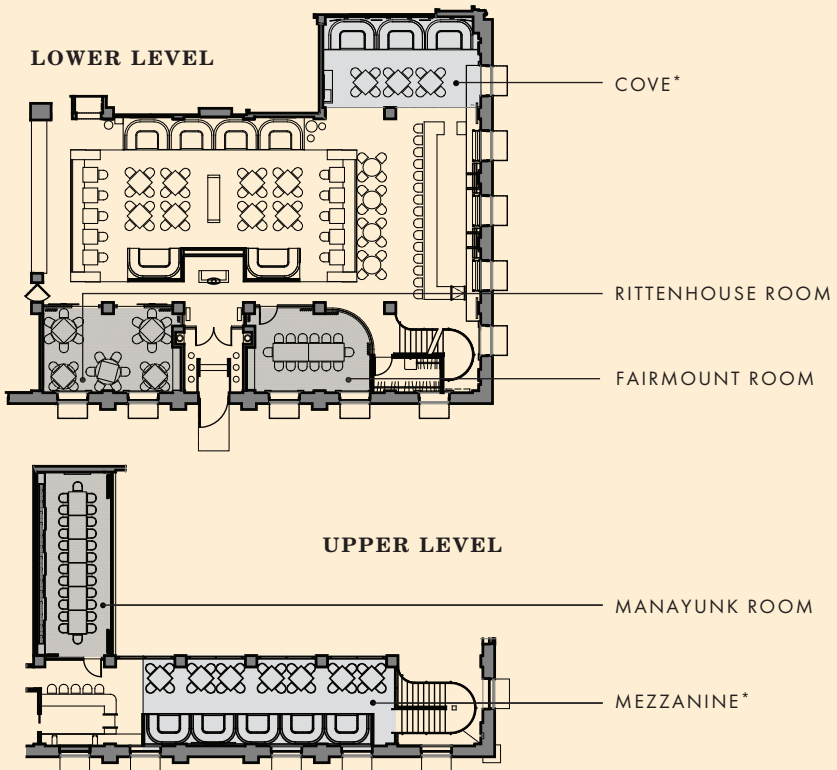 LOWER LEVEL
COVE*
RITTENHOUSE ROOM
FAIRMOUNT ROOM
UPPER LEVEL
MANAYUNK ROOM
MEZZANINE*